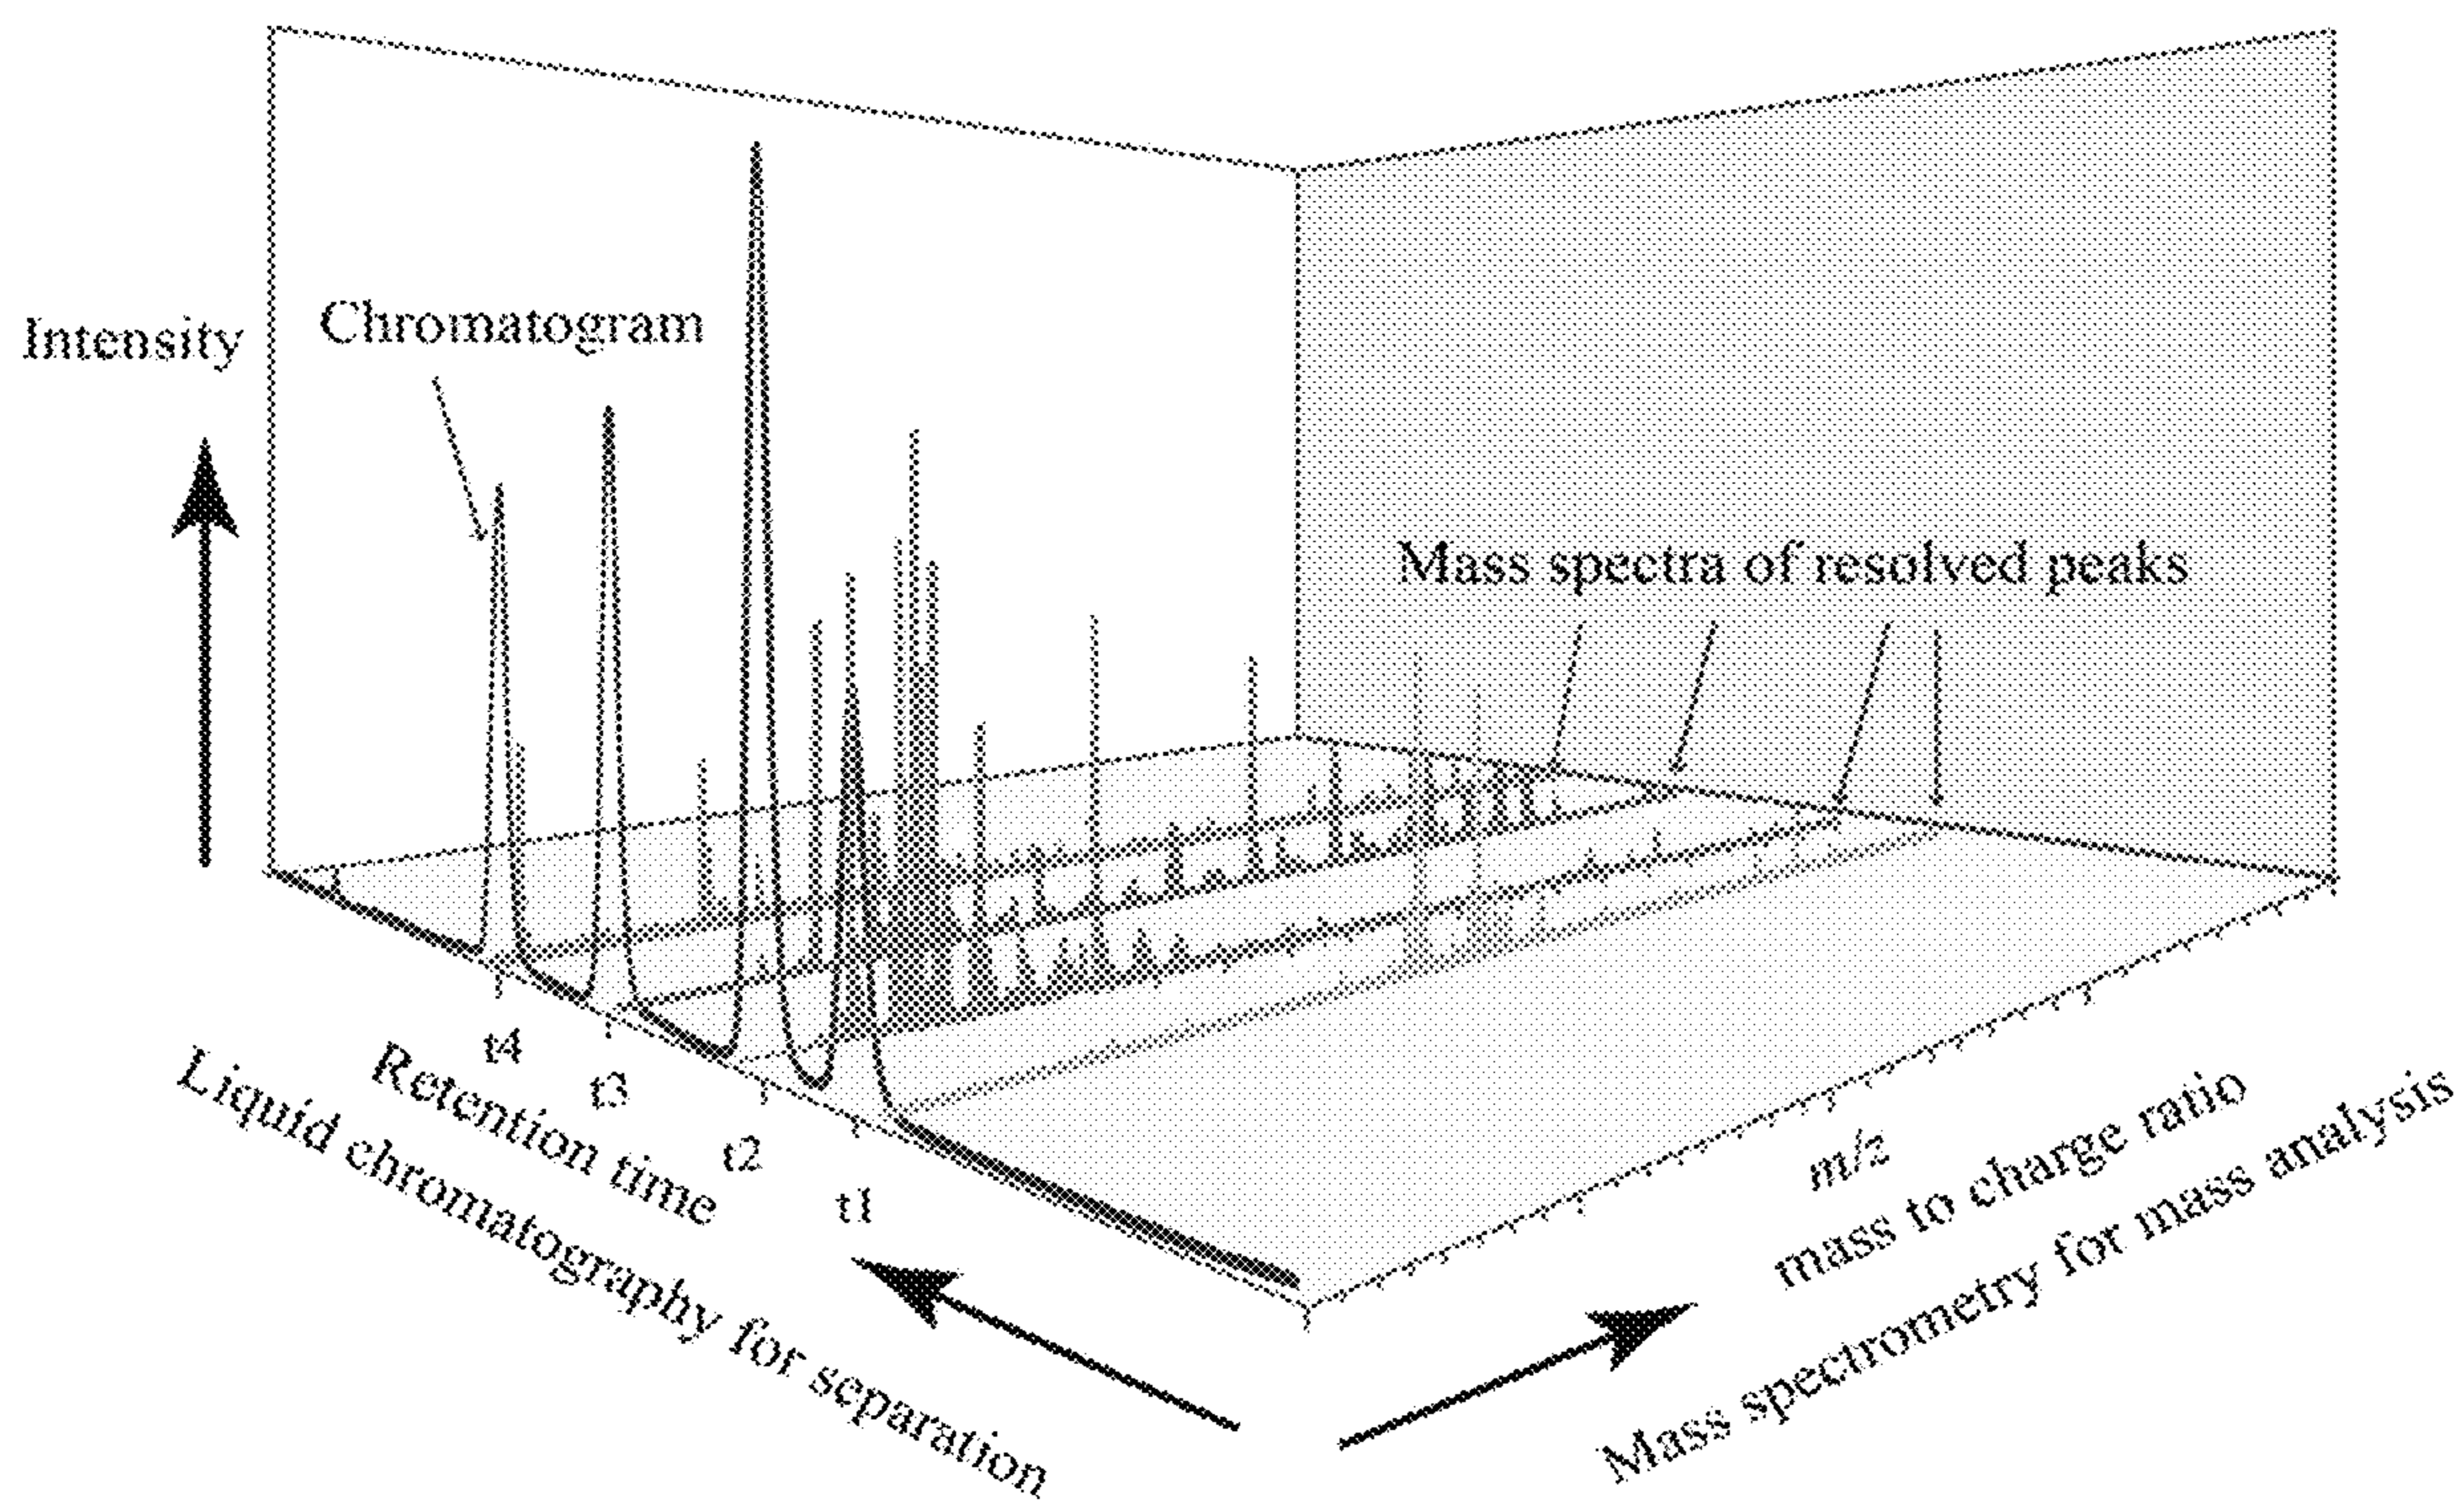 Intensity
Chromatogram
Mass spectra of resolved peaks
t4
t3
t2
t1
Retention time
Liquid chromatography for separation
m/z
mass to charge ratio
Mass spectrometry for mass analysis